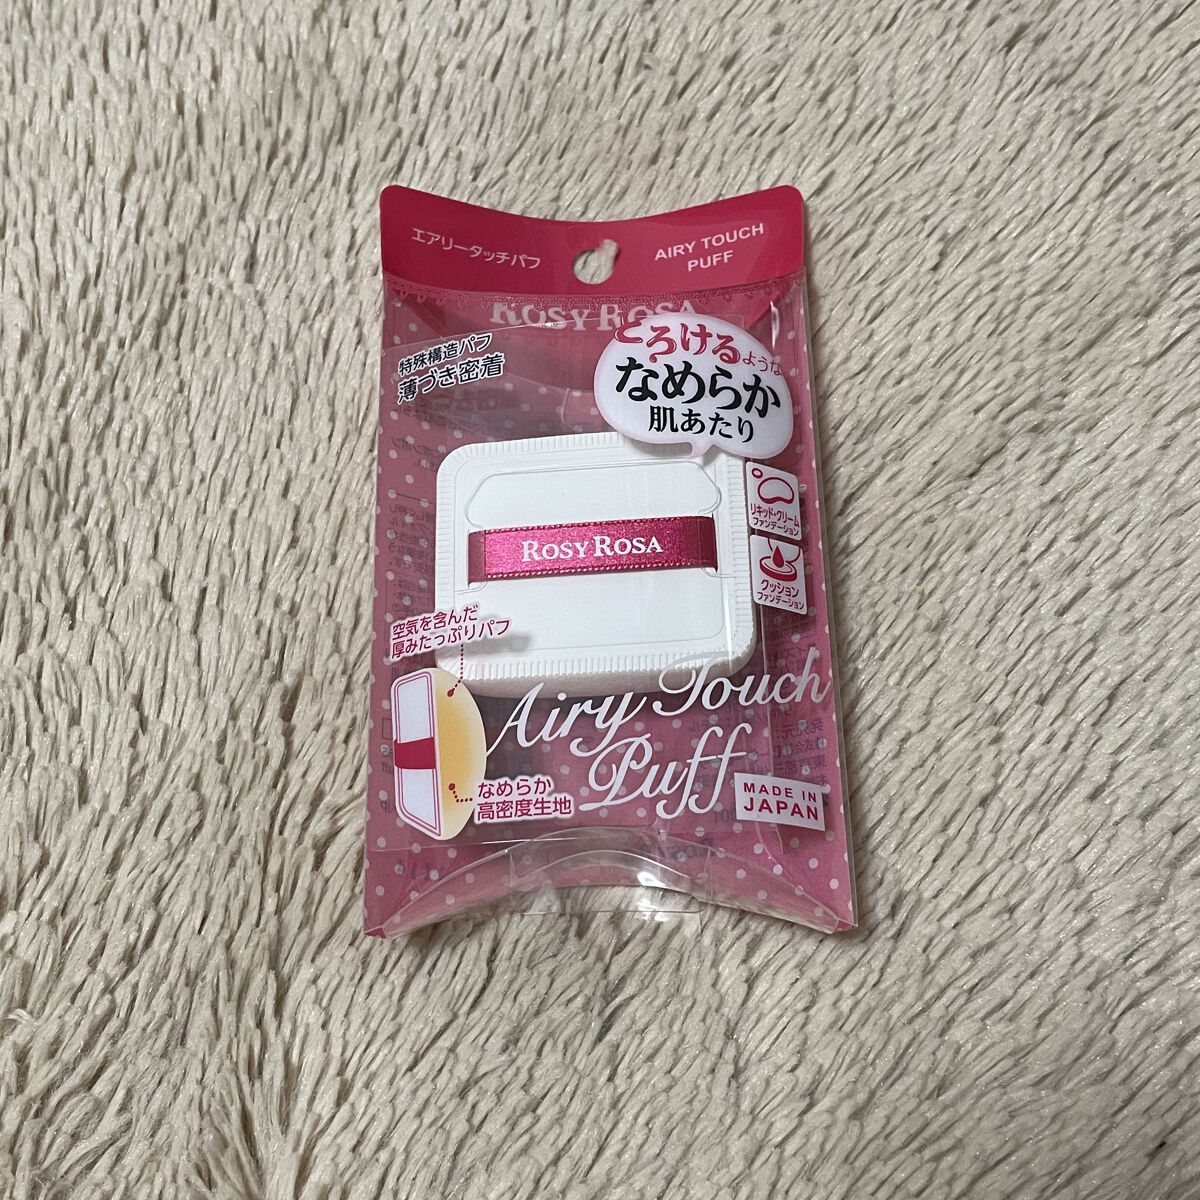 エアリータッチパフ
AIRY TOUCH
PUFF
ROSY ROSA
特殊構造パフ
薄づき密着
とろけるような
なめらか
肌あたり
リキッド・クリーム
ファンデーション
クッション
ファンデーション
ROSY ROSA
空気を含んだ
厚みたっぷりパフ
Airy Touch
Puff
なめらか
高密度生地
MADE IN
JAPAN